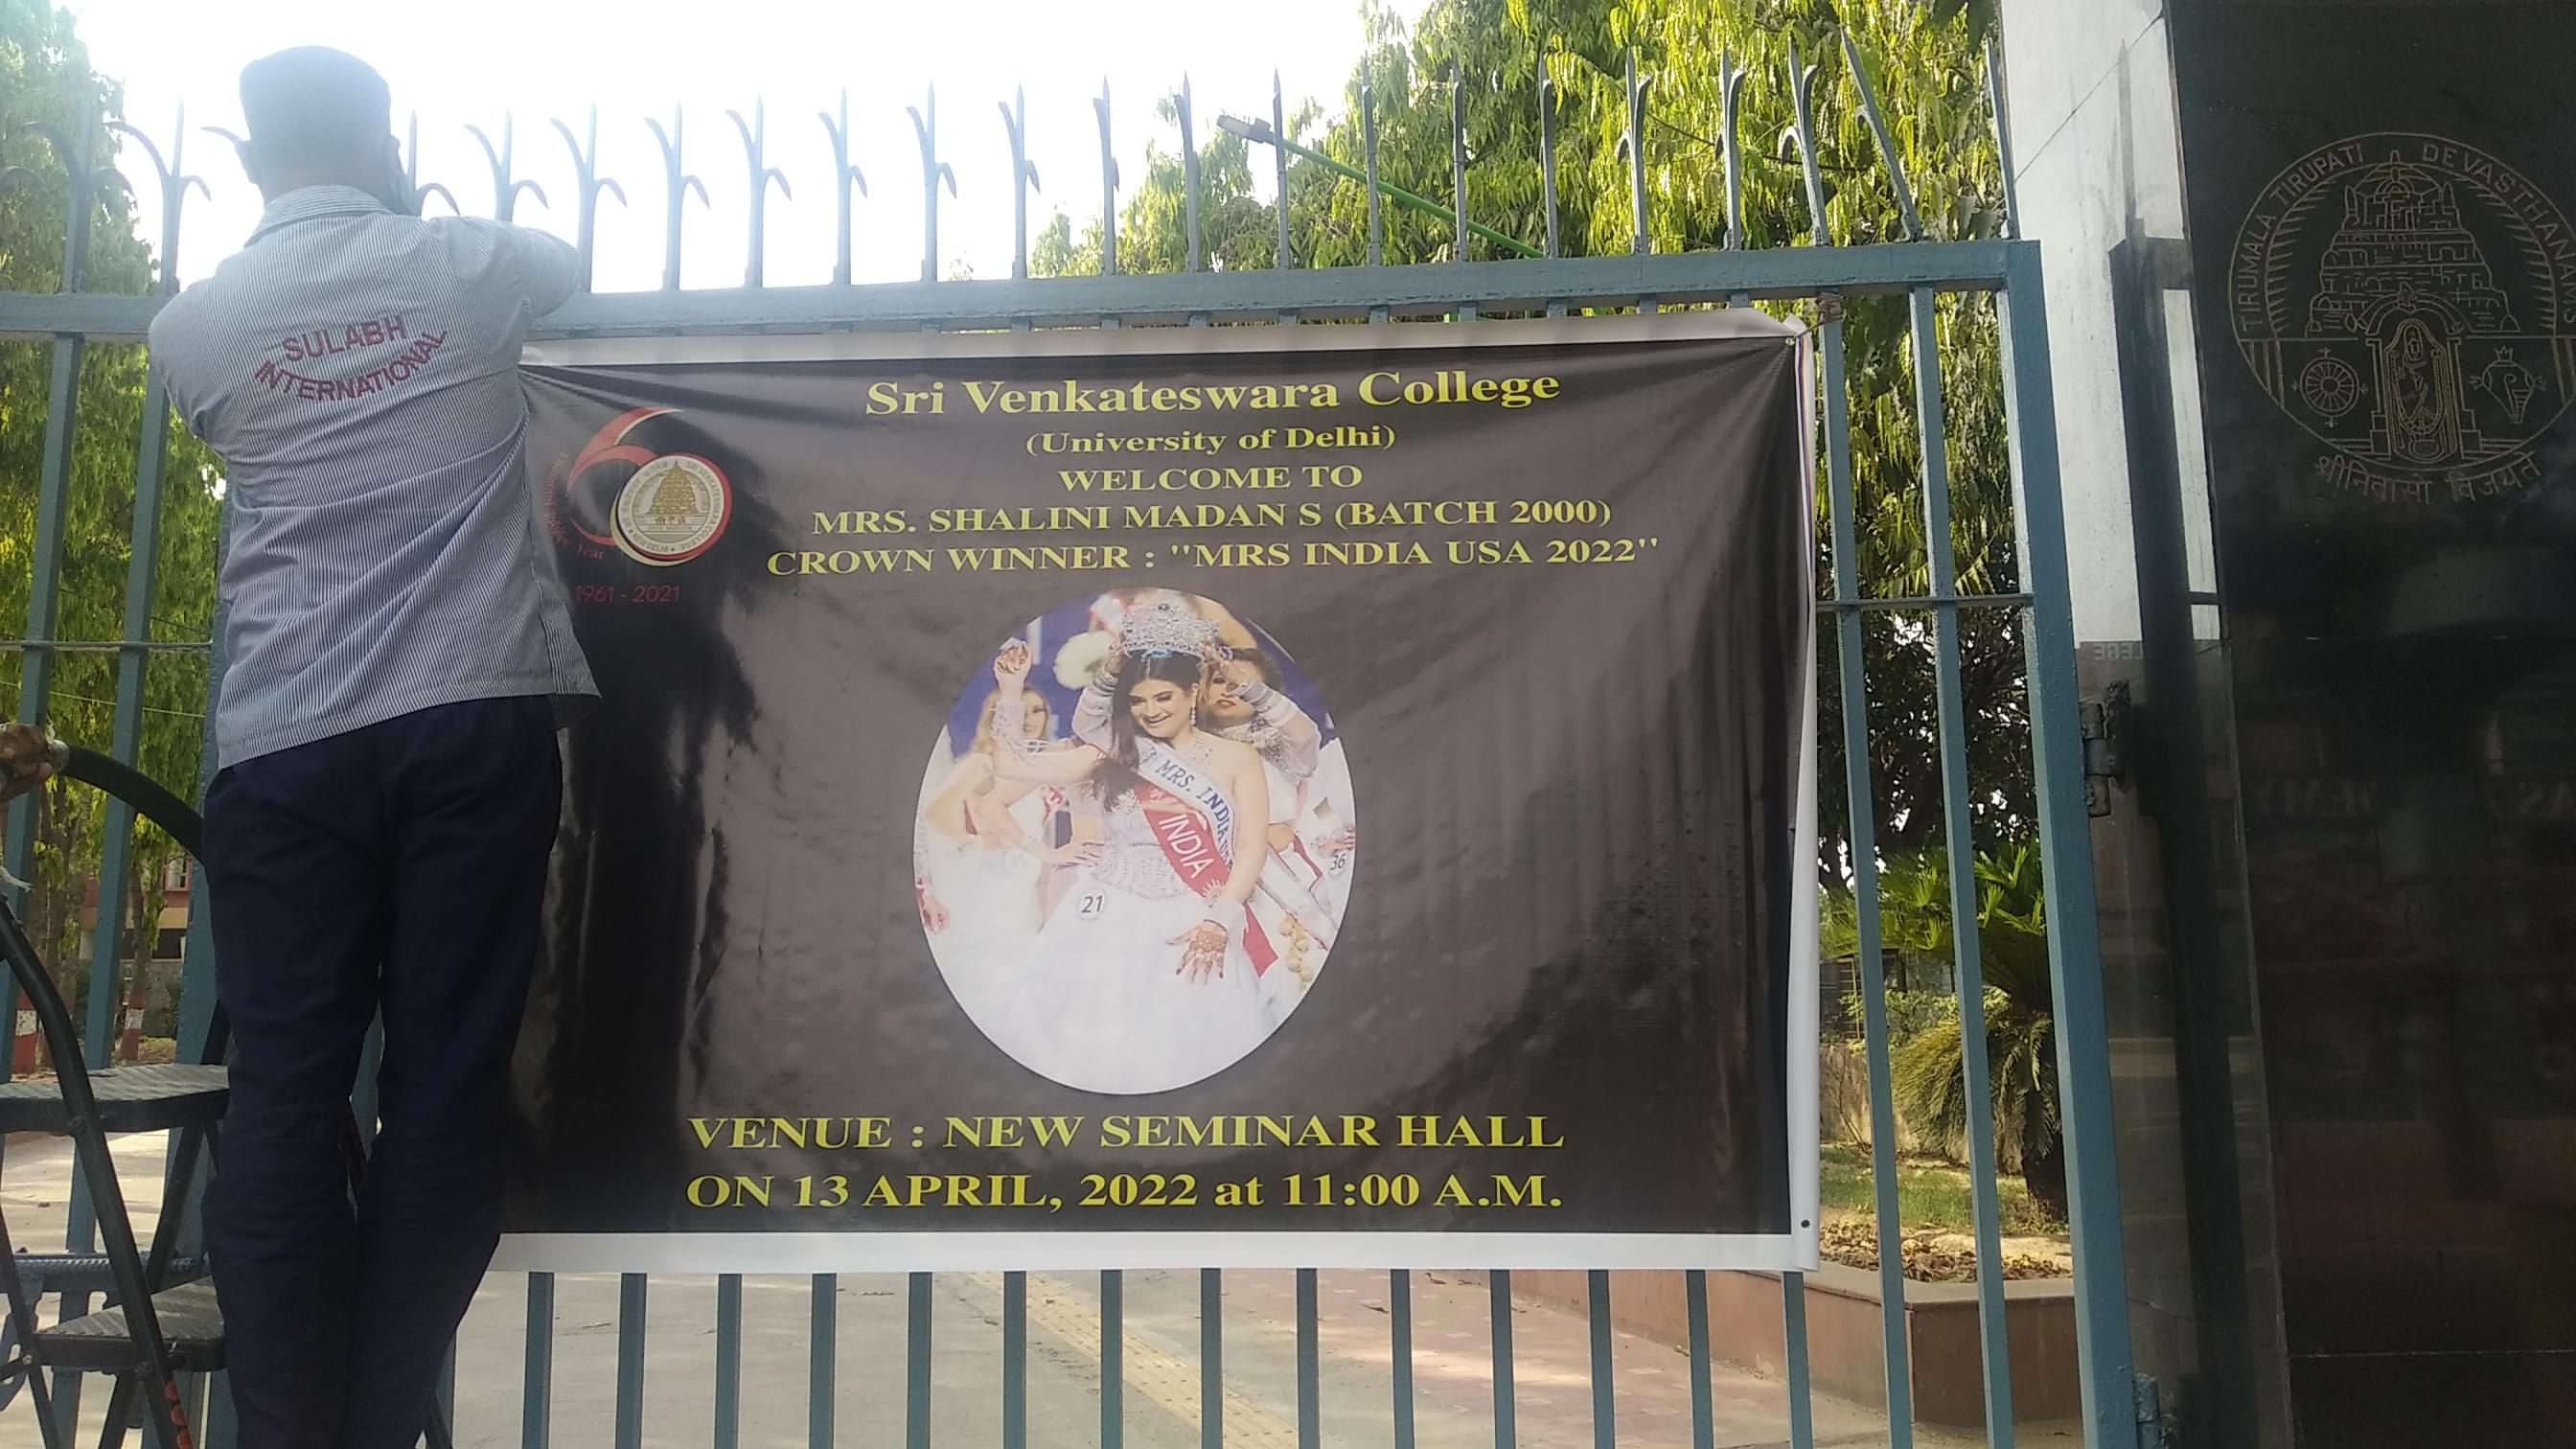 SULABH
INTERNATIONAL
Sri Venkateswara College
(University of Delhi)
WELCOME TO
MRS. SHALINI MADAN S (BATCH 2000)
CROWN WINNER : "MRS INDIA USA 2022"
1961 - 2021
MRS. INDIA
INDIA
21
36
VENUE : NEW SEMINAR HALL
ON 13 APRIL, 2022 at 11:00 A.M.
TIRUMALA TIRUPATI DEVASTHANA
श्रीनिवासो विजयते